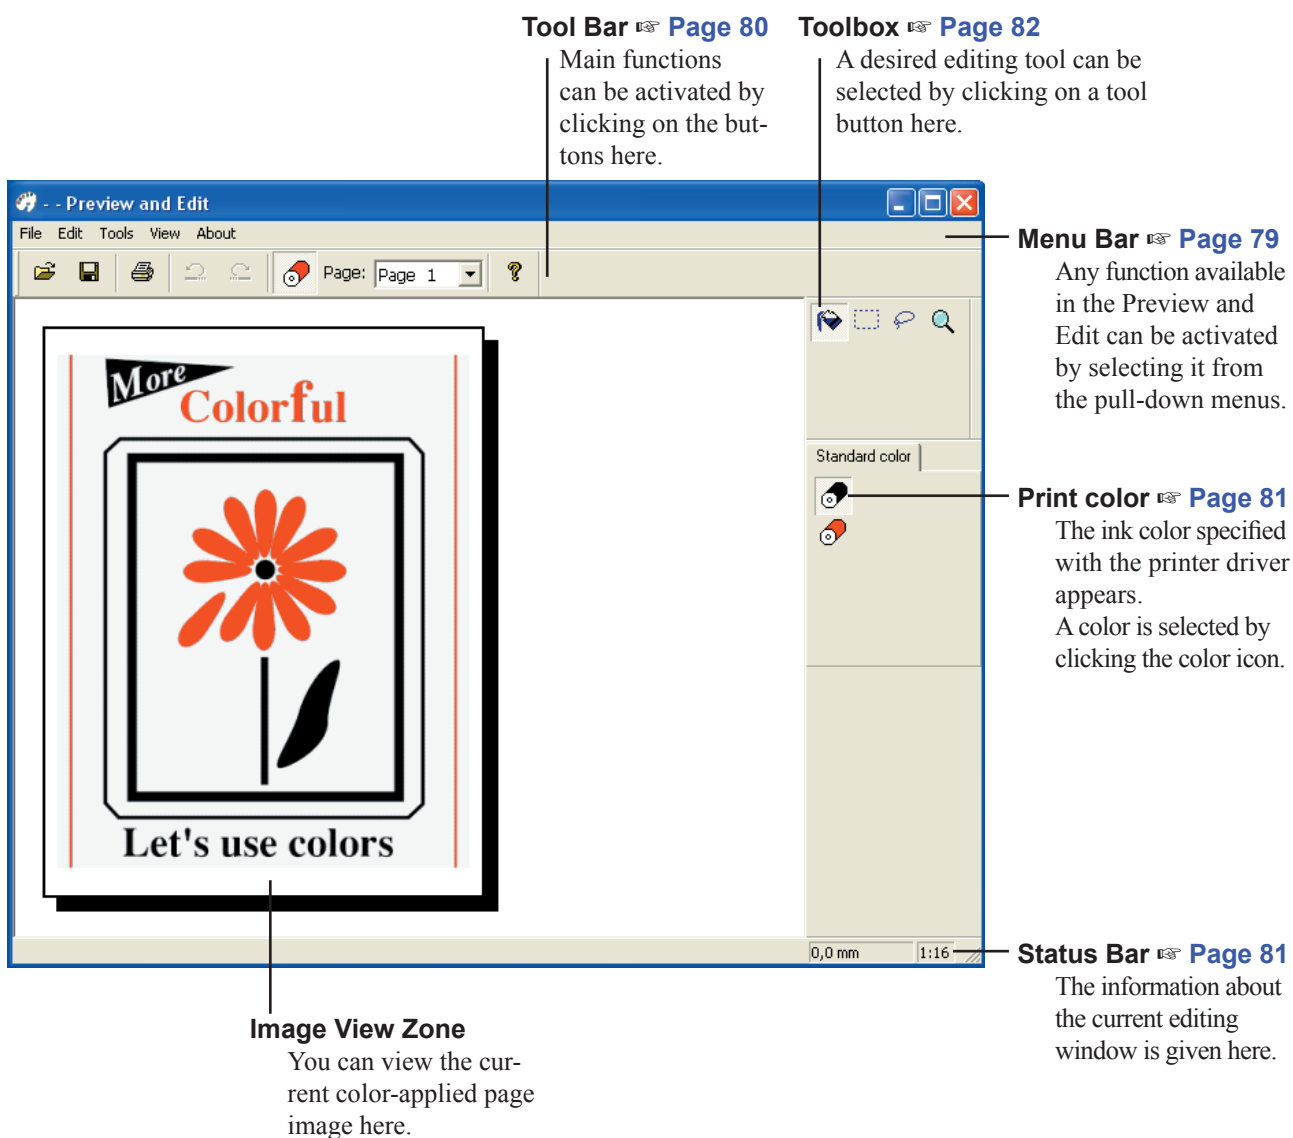 Tool Bar ☞ Page 80
Main functions
can be activated by
clicking on the but-
tons here.
Toolbox ☞ Page 82
A desired editing tool can be
selected by clicking on a tool
button here.
- - Preview and Edit
File Edit Tools View About
Page: Page 1
Menu Bar ☞ Page 79
Any function available
in the Preview and
Edit can be activated
by selecting it from
the pull-down menus.
More
Colorful
Let's use colors
Standard color
Print color ☞ Page 81
The ink color specified
with the printer driver
appears.
A color is selected by
clicking the color icon.
0,0 mm
1:16
Status Bar ☞ Page 81
The information about
the current editing
window is given here.
Image View Zone
You can view the cur-
rent color-applied page
image here.